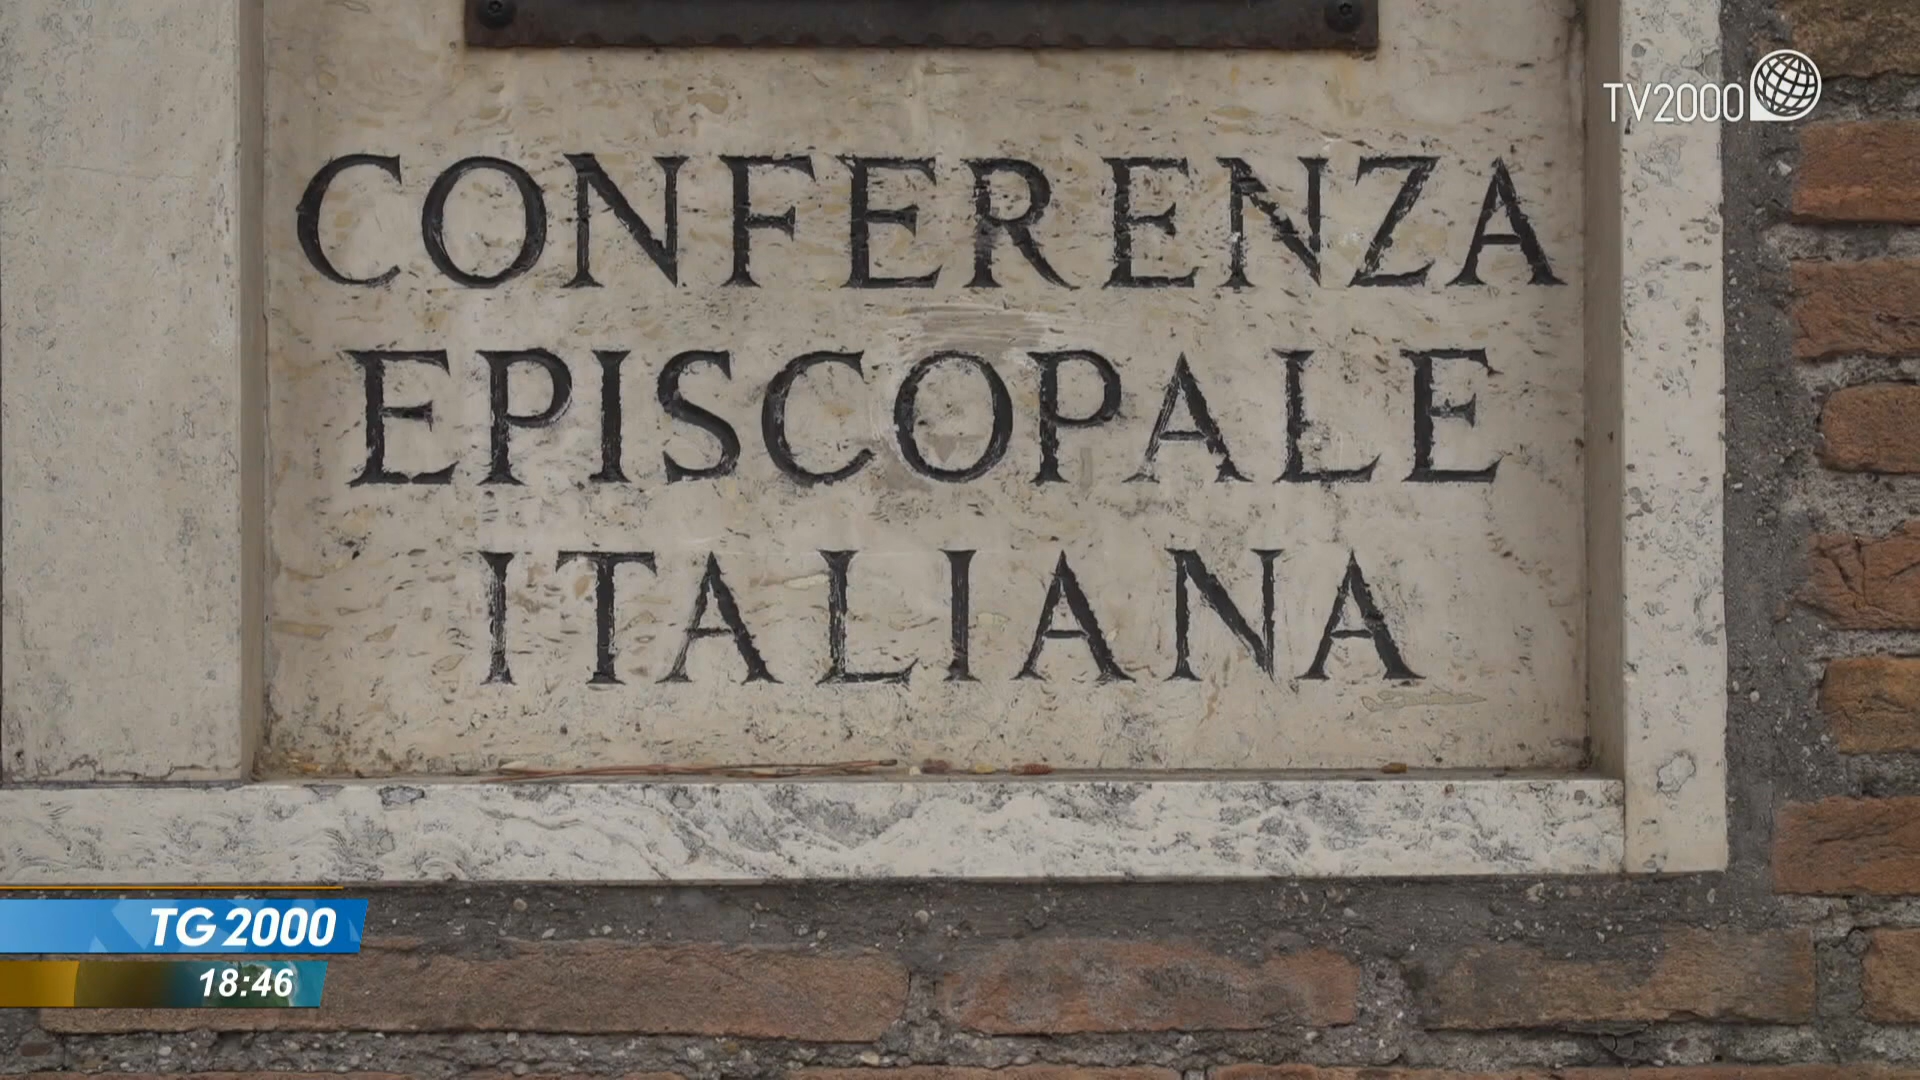 TV2000
CONFERENZA
EPISCOPALE
ITALIANA
TG 2000
18:46